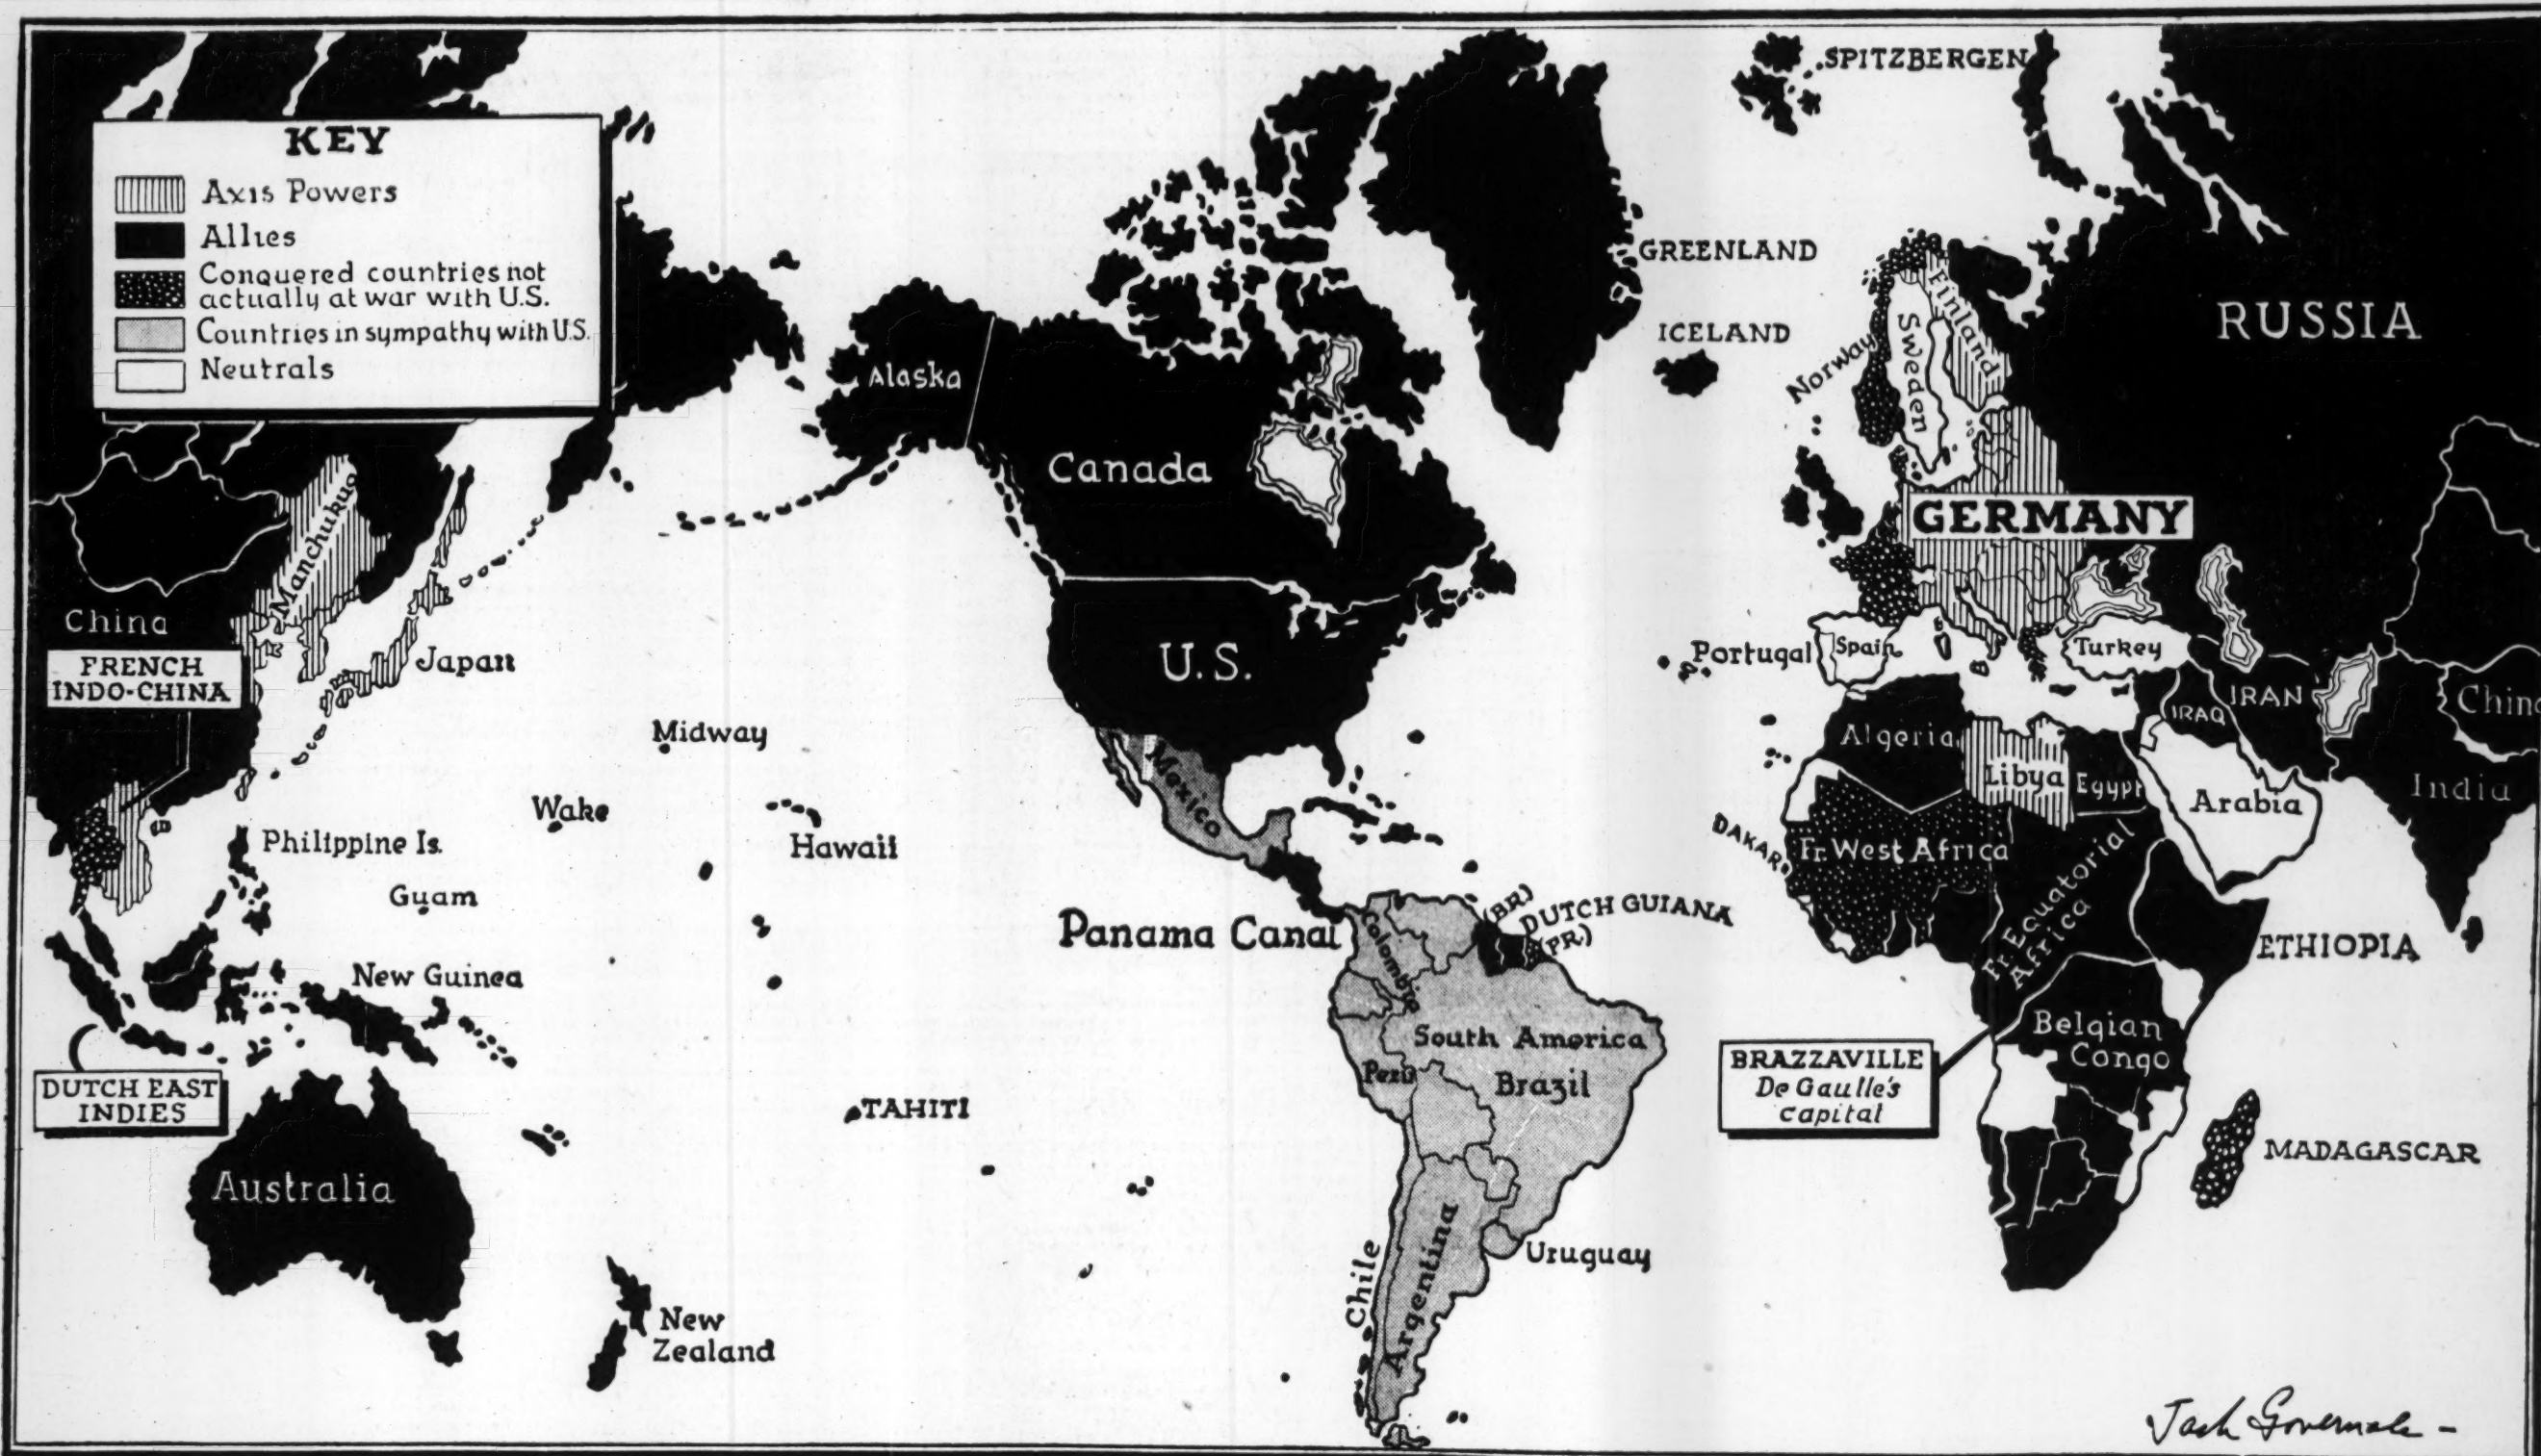 KEY
Axis Powers
Allies
Conquered countries not
actually at war with U.S.
Countries in sympathy with U.S.
Neutrals
SPITZBERGEN
GREENLAND
ICELAND
RUSSIA
Norway
Sweden
Finland
Alaska
Canada
GERMANY
Manchukuo
China
FRENCH
INDO-CHINA
Japan
U.S.
Portugal
Spain
Turkey
IRAQ
IRAN
China
Midway
Mexico
Algeria
Libya
Egypt
Arabia
India
Wake
Hawaii
Philippine Is.
Guam
DAKAR
Fr. West Africa
Fr. Equatorial
Africa
ETHIOPIA
Panama Canal
Colombia
(BR)
DUTCH GUIANA
(FR.)
New Guinea
South America
Peru
Brazil
Belgian
Congo
BRAZZAVILLE
De Gaulle's
capital
DUTCH EAST
INDIES
TAHITI
MADAGASCAR
Australia
Uruguay
Chile
Argentina
New
Zealand
Jack Governale -